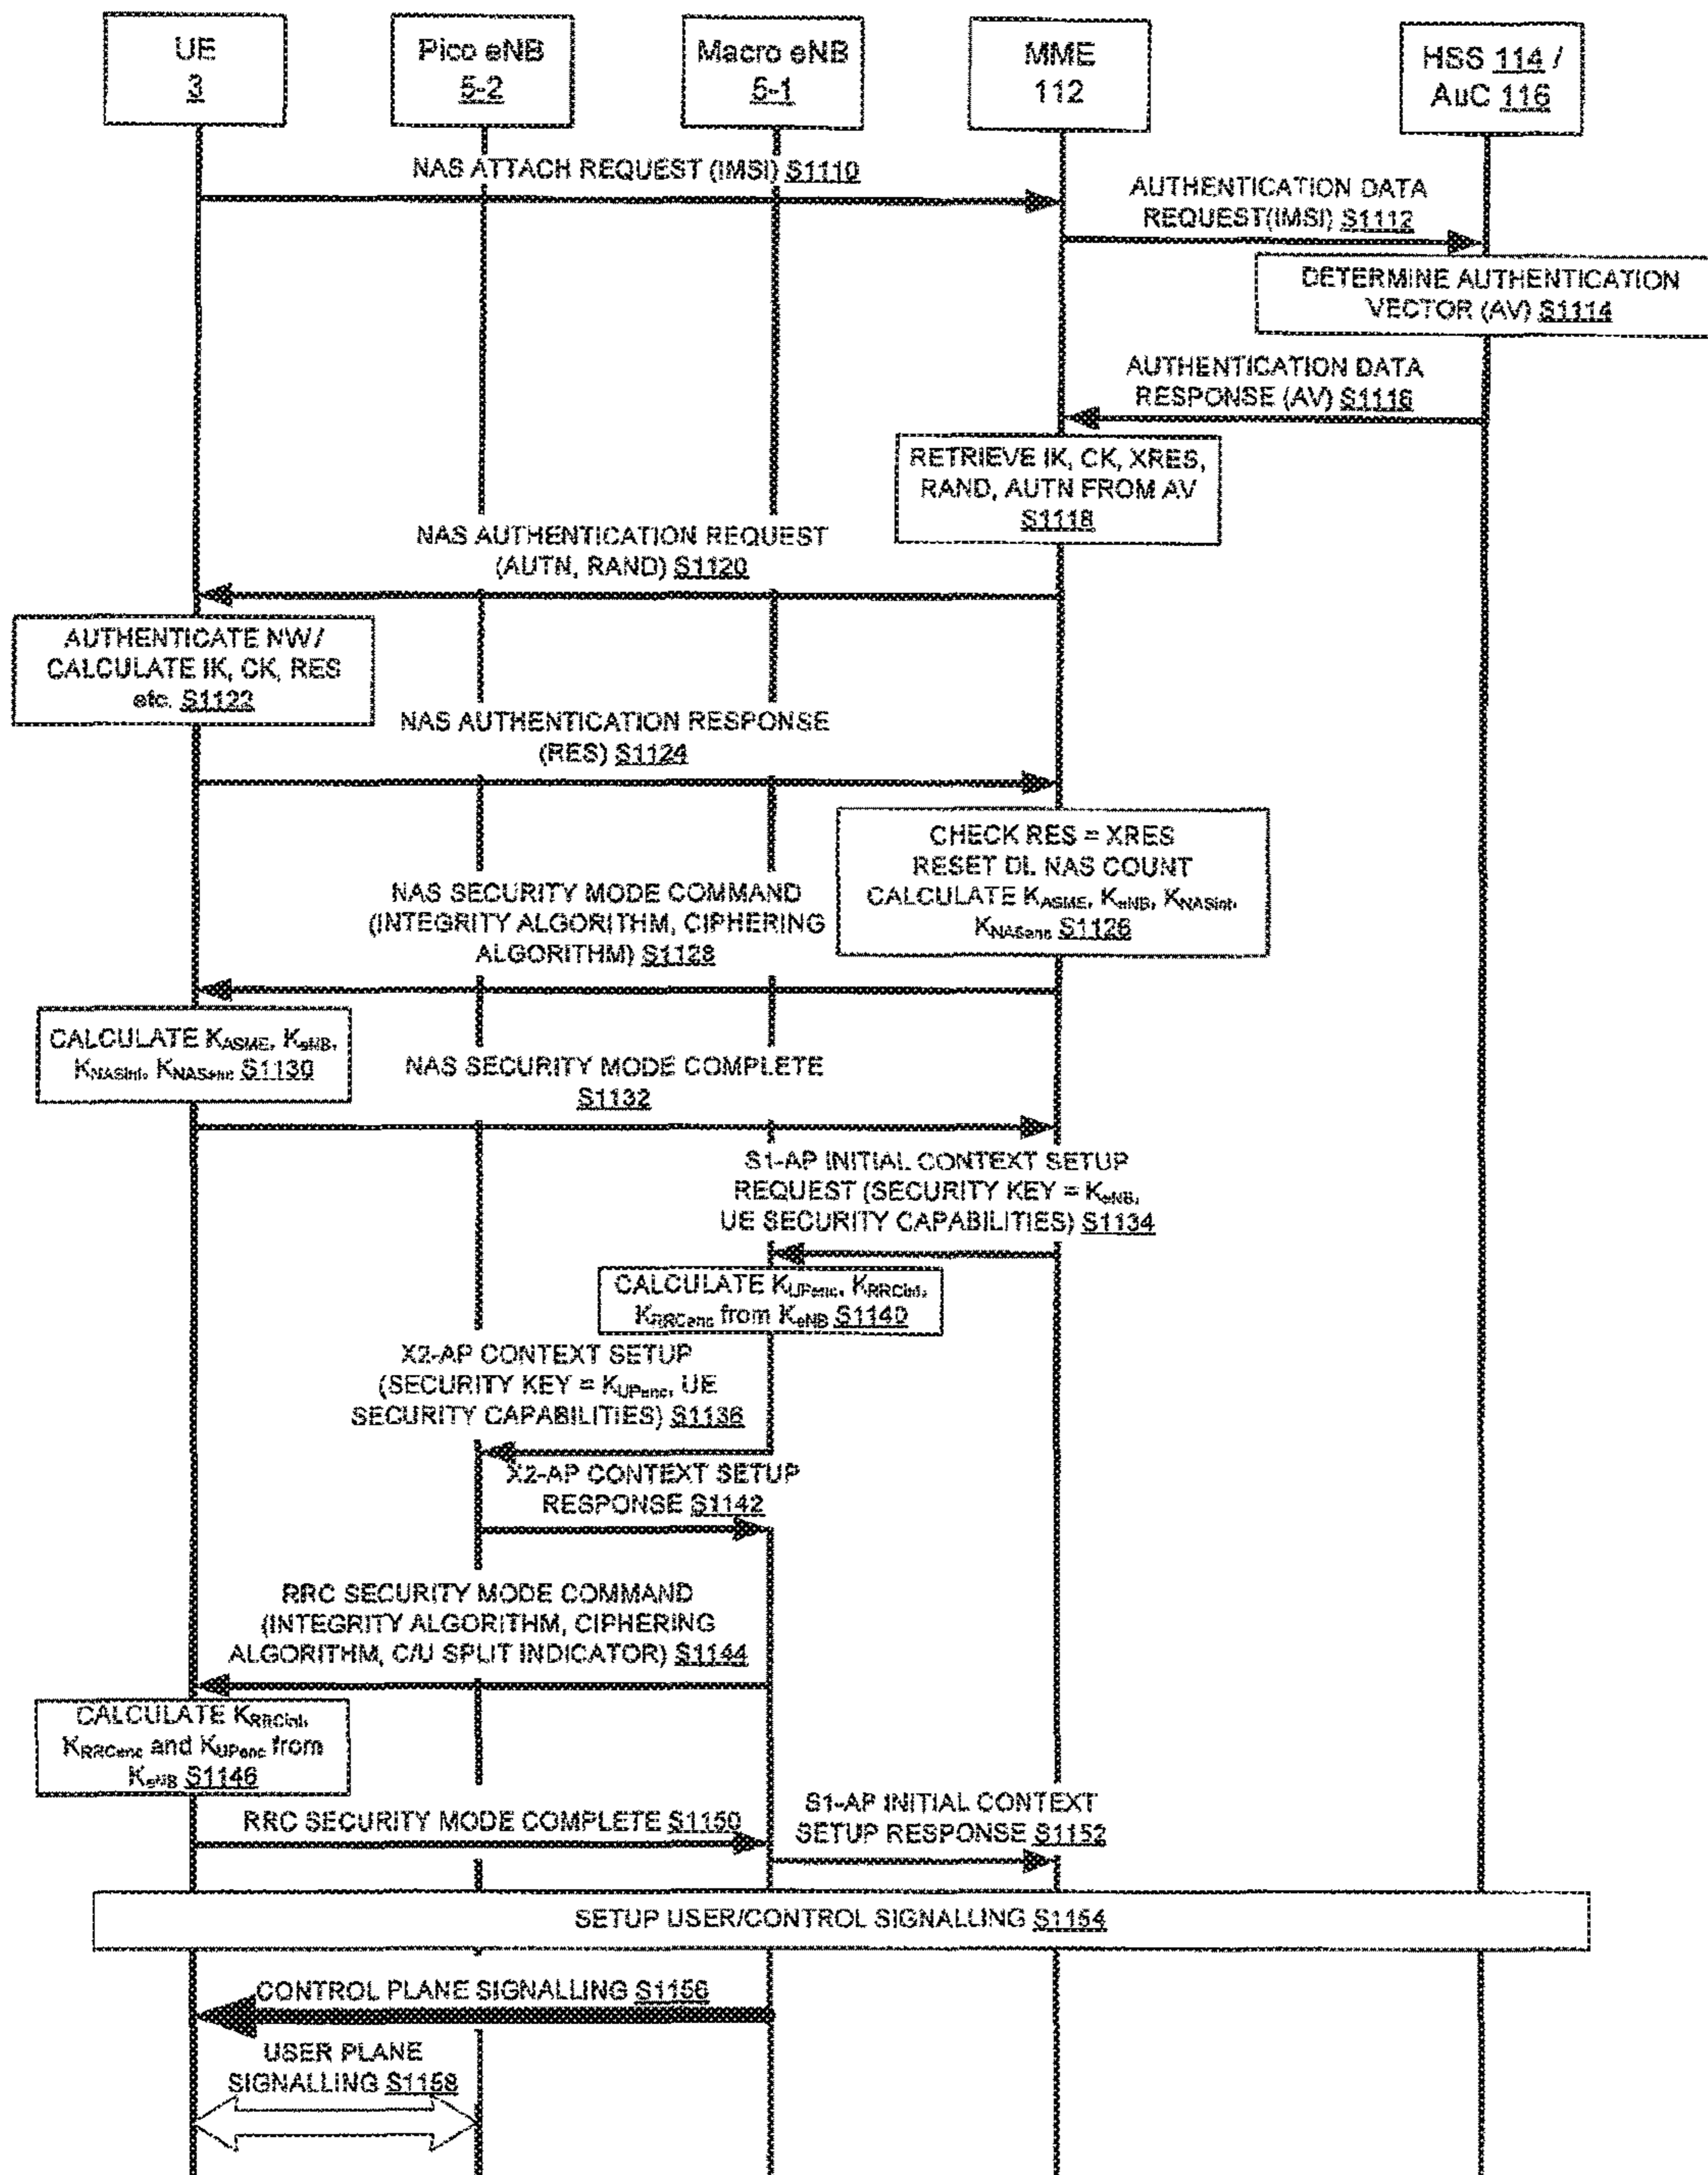 UE
3
Pico eNB
5-2
Macro eNB
5-1
MME
112
HSS 114 /
AuC 116
NAS ATTACH REQUEST (IMSI) S1110
AUTHENTICATION DATA
REQUEST(IMSI) S1112
DETERMINE AUTHENTICATION
VECTOR (AV) S1114
AUTHENTICATION DATA
RESPONSE (AV) S1116
RETRIEVE IK, CK, XRES,
RAND, AUTN FROM AV
S1118
NAS AUTHENTICATION REQUEST
(AUTN, RAND) S1120
AUTHENTICATE NW/
CALCULATE IK, CK, RES
etc. S1122
NAS AUTHENTICATION RESPONSE
(RES) S1124
CHECK RES = XRES
RESET DL NAS COUNT
CALCULATE KASME, KeNB, KNASint,
KNASenc S1126
NAS SECURITY MODE COMMAND
(INTEGRITY ALGORITHM, CIPHERING
ALGORITHM) S1128
CALCULATE KASME, KeNB,
KNASint, KNASenc S1130
NAS SECURITY MODE COMPLETE
S1132
S1-AP INITIAL CONTEXT SETUP
REQUEST (SECURITY KEY = KeNB,
UE SECURITY CAPABILITIES) S1134
CALCULATE KUPenc, KRRCint,
KRRCenc from KeNB S1140
X2-AP CONTEXT SETUP
(SECURITY KEY = KUPenc, UE
SECURITY CAPABILITIES) S1136
X2-AP CONTEXT SETUP
RESPONSE S1142
RRC SECURITY MODE COMMAND
(INTEGRITY ALGORITHM, CIPHERING
ALGORITHM, C/U SPLIT INDICATOR) S1144
CALCULATE KRRCint,
KRRCenc and KUPenc from
KeNB S1146
RRC SECURITY MODE COMPLETE S1150
S1-AP INITIAL CONTEXT
SETUP RESPONSE S1152
SETUP USER/CONTROL SIGNALLING S1154
CONTROL PLANE SIGNALLING S1156
USER PLANE
SIGNALLING S1158